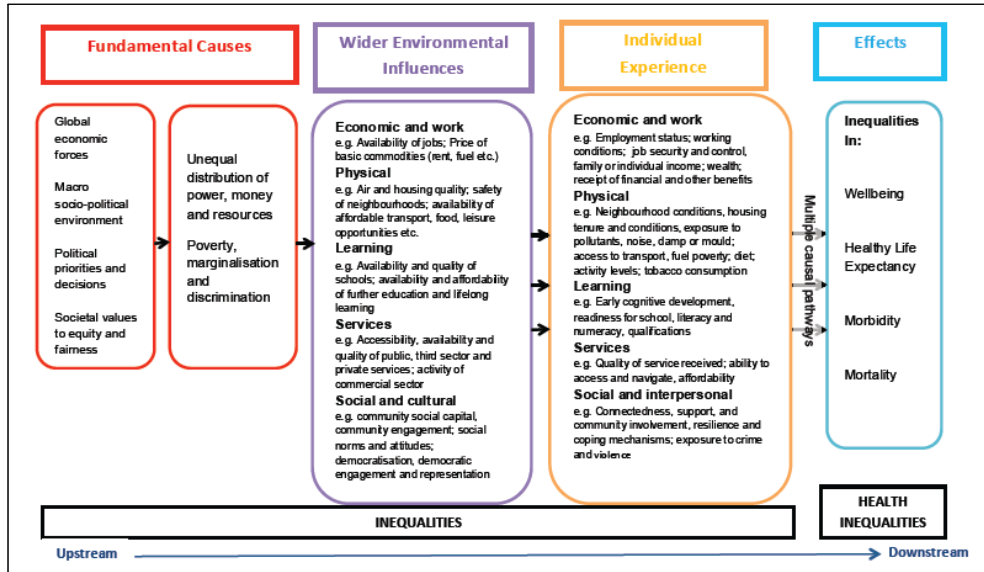 Fundamental Causes
Wider Environmental
Influences
Individual
Experience
Effects
Global
economic
forces
Macro
socio-political
environment
Political
priorities and
decisions
Societal values
to equity and
fairness
Unequal
distribution of
power, money
and resources
Poverty,
marginalisation
and
discrimination
Economic and work
e.g. Availability of jobs; Price of
basic commodities (rent, fuel etc.)
Physical
e.g. Air and housing quality; safety
of neighbourhoods; availability of
affordable transport, food, leisure
opportunities etc.
Learning
e.g. Availability and quality of
schools; availability and affordability
of further education and lifelong
learning
Services
e.g. Accessibility, availability and
quality of public, third sector and
private services; activity of
commercial sector
Social and cultural
e.g. community social capital,
community engagement; social
norms and attitudes;
democratisation, democratic
engagement and representation
Economic and work
e.g. Employment status; working
conditions; job security and control,
family or individual income; wealth;
receipt of financial and other benefits
Physical
e.g. Neighbourhood conditions, housing
tenure and conditions, exposure to
pollutants, noise, damp or mould;
access to transport, fuel poverty; diet;
activity levels; tobacco consumption
Learning
e.g. Early cognitive development,
readiness for school, literacy and
numeracy, qualifications
Services
e.g. Quality of service received; ability to
access and navigate, affordability
Social and interpersonal
e.g. Connectedness, support, and
community involvement, resilience and
coping mechanisms; exposure to crime
and violence
Multiple causal pathways
Inequalities
In:
Wellbeing
Healthy Life
Expectancy
Morbidity
Mortality
INEQUALITIES
HEALTH
INEQUALITIES
Upstream
Downstream